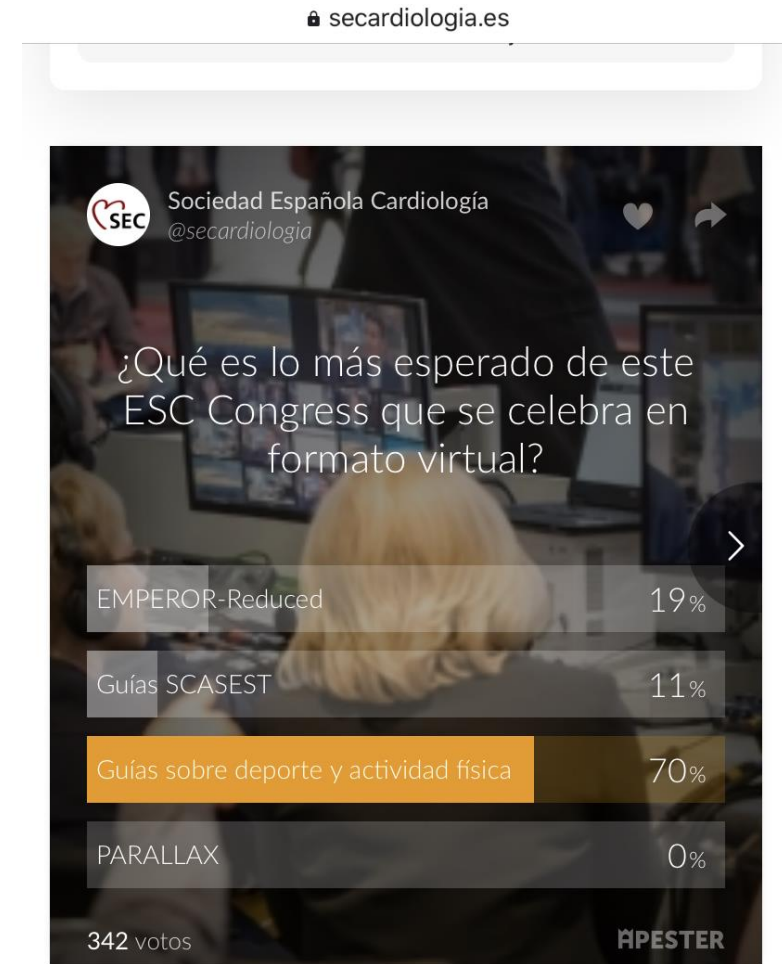 secardiologia.es
SEC
Sociedad Española Cardiología
@secardiologia
¿Qué es lo más esperado de este
ESC Congress que se celebra en
formato virtual?
EMPEROR-Reduced 19%
Guías SCASEST 11%
Guías sobre deporte y actividad física 70%
PARALLAX 0%
342 votos
APESTER